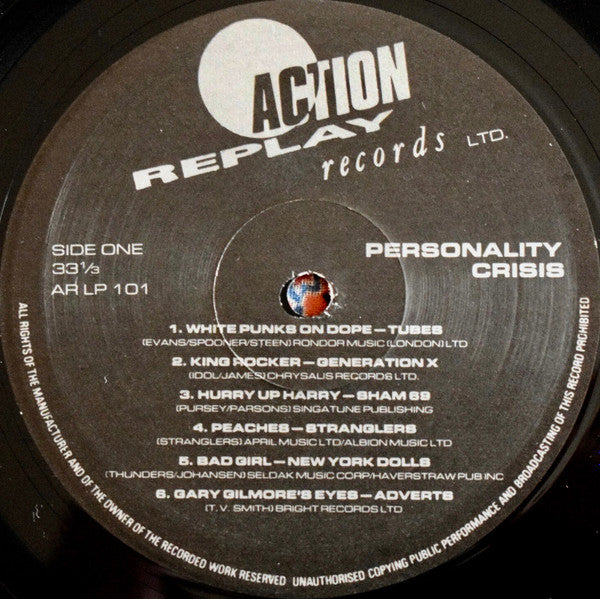 ACTION
REPLAY
records LTD.
SIDE ONE
33⅓
AR LP 101
PERSONALITY
CRISIS
1. WHITE PUNKS ON DOPE – TUBES
(EVANS/SPOONER/STEEN) RONDOR MUSIC (LONDON) LTD
2. KING ROCKER – GENERATION X
(IDOL/JAMES) CHRYSALIS RECORDS LTD.
3. HURRY UP HARRY – SHAM 69
(PURSEY/PARSONS) SINGATUNE PUBLISHING
4. PEACHES – STRANGLERS
(STRANGLERS) APRIL MUSIC LTD/ALBION MUSIC LTD
5. BAD GIRL – NEW YORK DOLLS
(THUNDERS/JOHANSEN) SELDAK MUSIC CORP/HAVERSTRAW PUB INC
6. GARY GILMORE'S EYES – ADVERTS
(T. V. SMITH) BRIGHT RECORDS LTD
ALL RIGHTS OF THE MANUFACTURER AND OF THE OWNER OF THE RECORDED WORK RESERVED UNAUTHORISED COPYING PUBLIC PERFORMANCE AND BROADCASTING OF THIS RECORD PROHIBITED